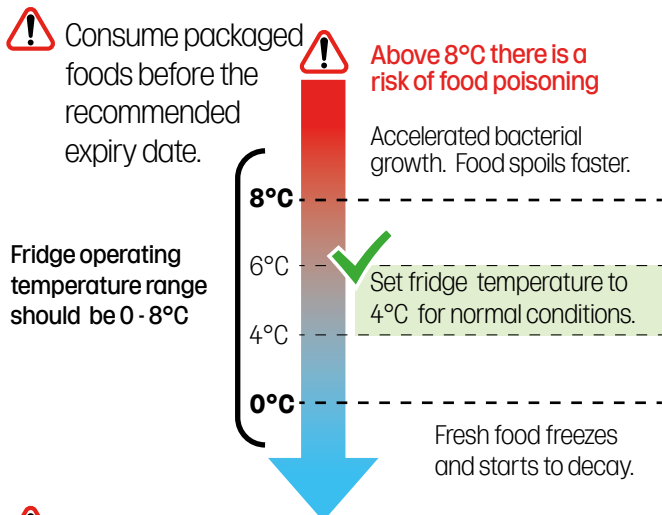 Consume packaged
foods before the
recommended
expiry date.
Above 8°C there is a
risk of food poisoning
Accelerated bacterial
growth. Food spoils faster.
8°C
Fridge operating
temperature range
should be 0 - 8°C
6°C
Set fridge temperature to
4°C for normal conditions.
4°C
0°C
Fresh food freezes
and starts to decay.